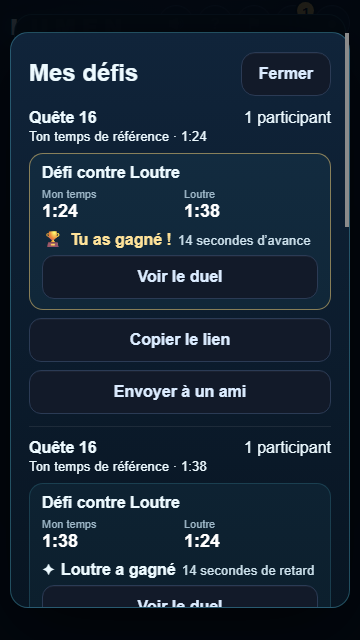 Mes défis
Fermer
Quête 16
1 participant
Ton temps de référence · 1:24
Défi contre Loutre
Mon temps
Loutre
1:24
1:38
🏆 Tu as gagné ! 14 secondes d'avance
Voir le duel
Copier le lien
Envoyer à un ami
Quête 16
1 participant
Ton temps de référence · 1:38
Défi contre Loutre
Mon temps
Loutre
1:38
1:24
✦ Loutre a gagné 14 secondes de retard
Voir le duel